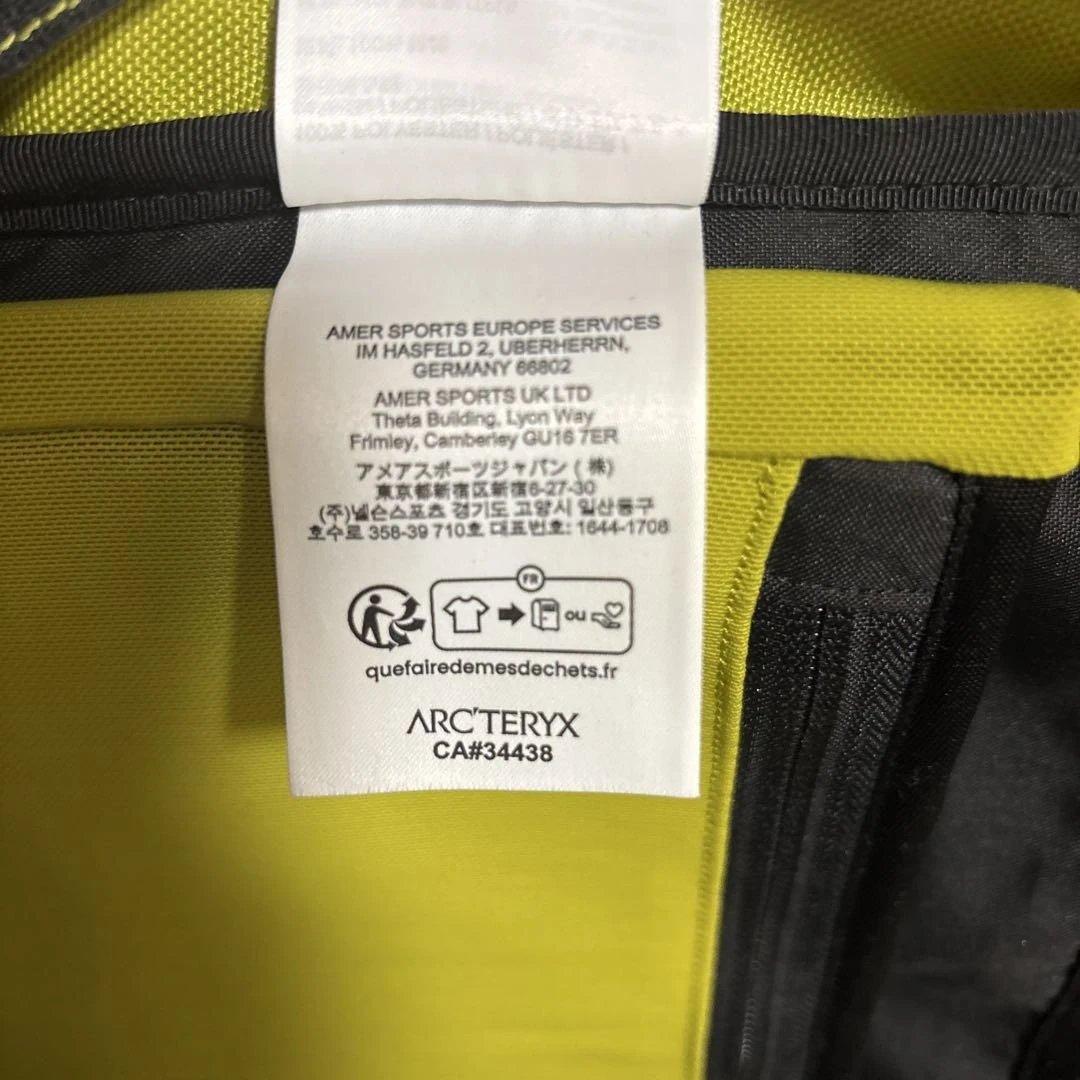 100% POLYESTER / POLIÉSTER /
AMER SPORTS EUROPE SERVICES
IM HASFELD 2, UBERHERRN,
GERMANY 66802
AMER SPORTS UK LTD
Theta Building, Lyon Way
Frimley, Camberley GU16 7ER
アメアスポーツジャパン (株)
東京都新宿区新宿6-27-30
(주)넬슨스포츠 경기도 고양시 일산동구
호수로 358-39 710호 대표번호: 1644-1708
FR
ou
quefairedemesdechets.fr
ARC'TERYX
CA#34438